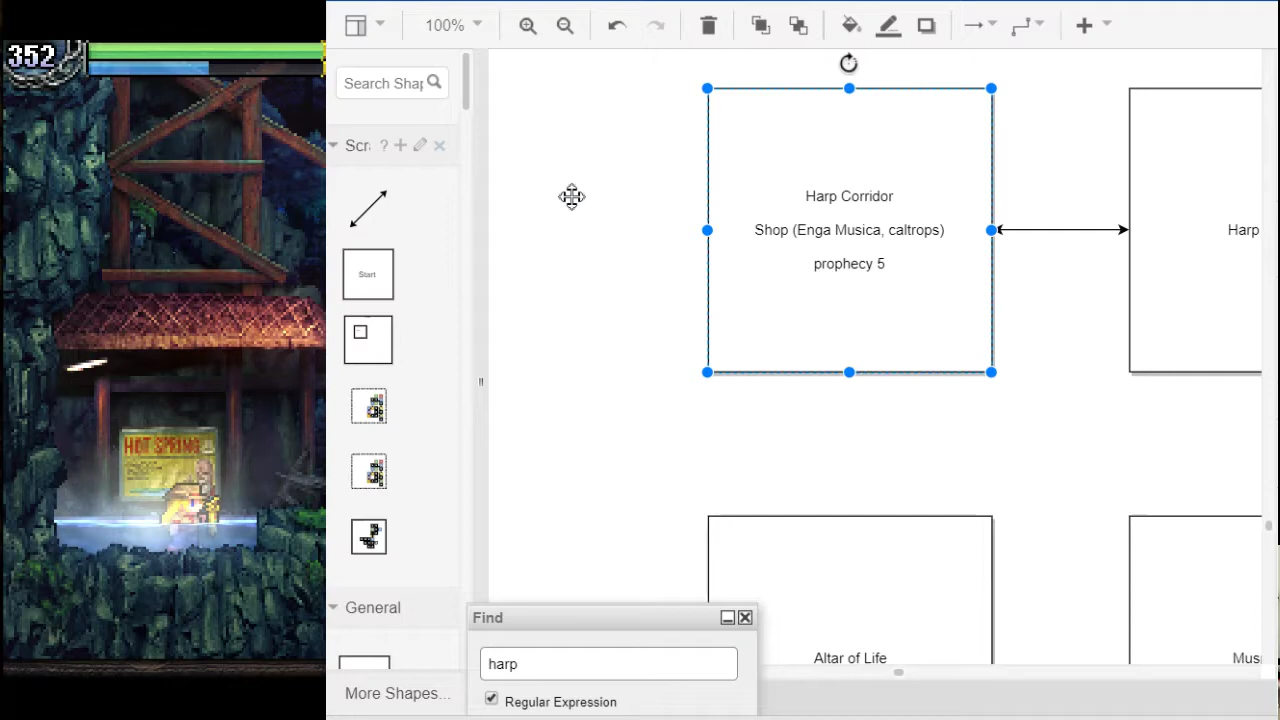 352
HOT SPRING
100%
Search Shap
Scr
Start
General
More Shapes...
Harp Corridor
Shop (Enga Musica, caltrops)
prophecy 5
Harp
Altar of Life
Mus
Find
harp
Regular Expression